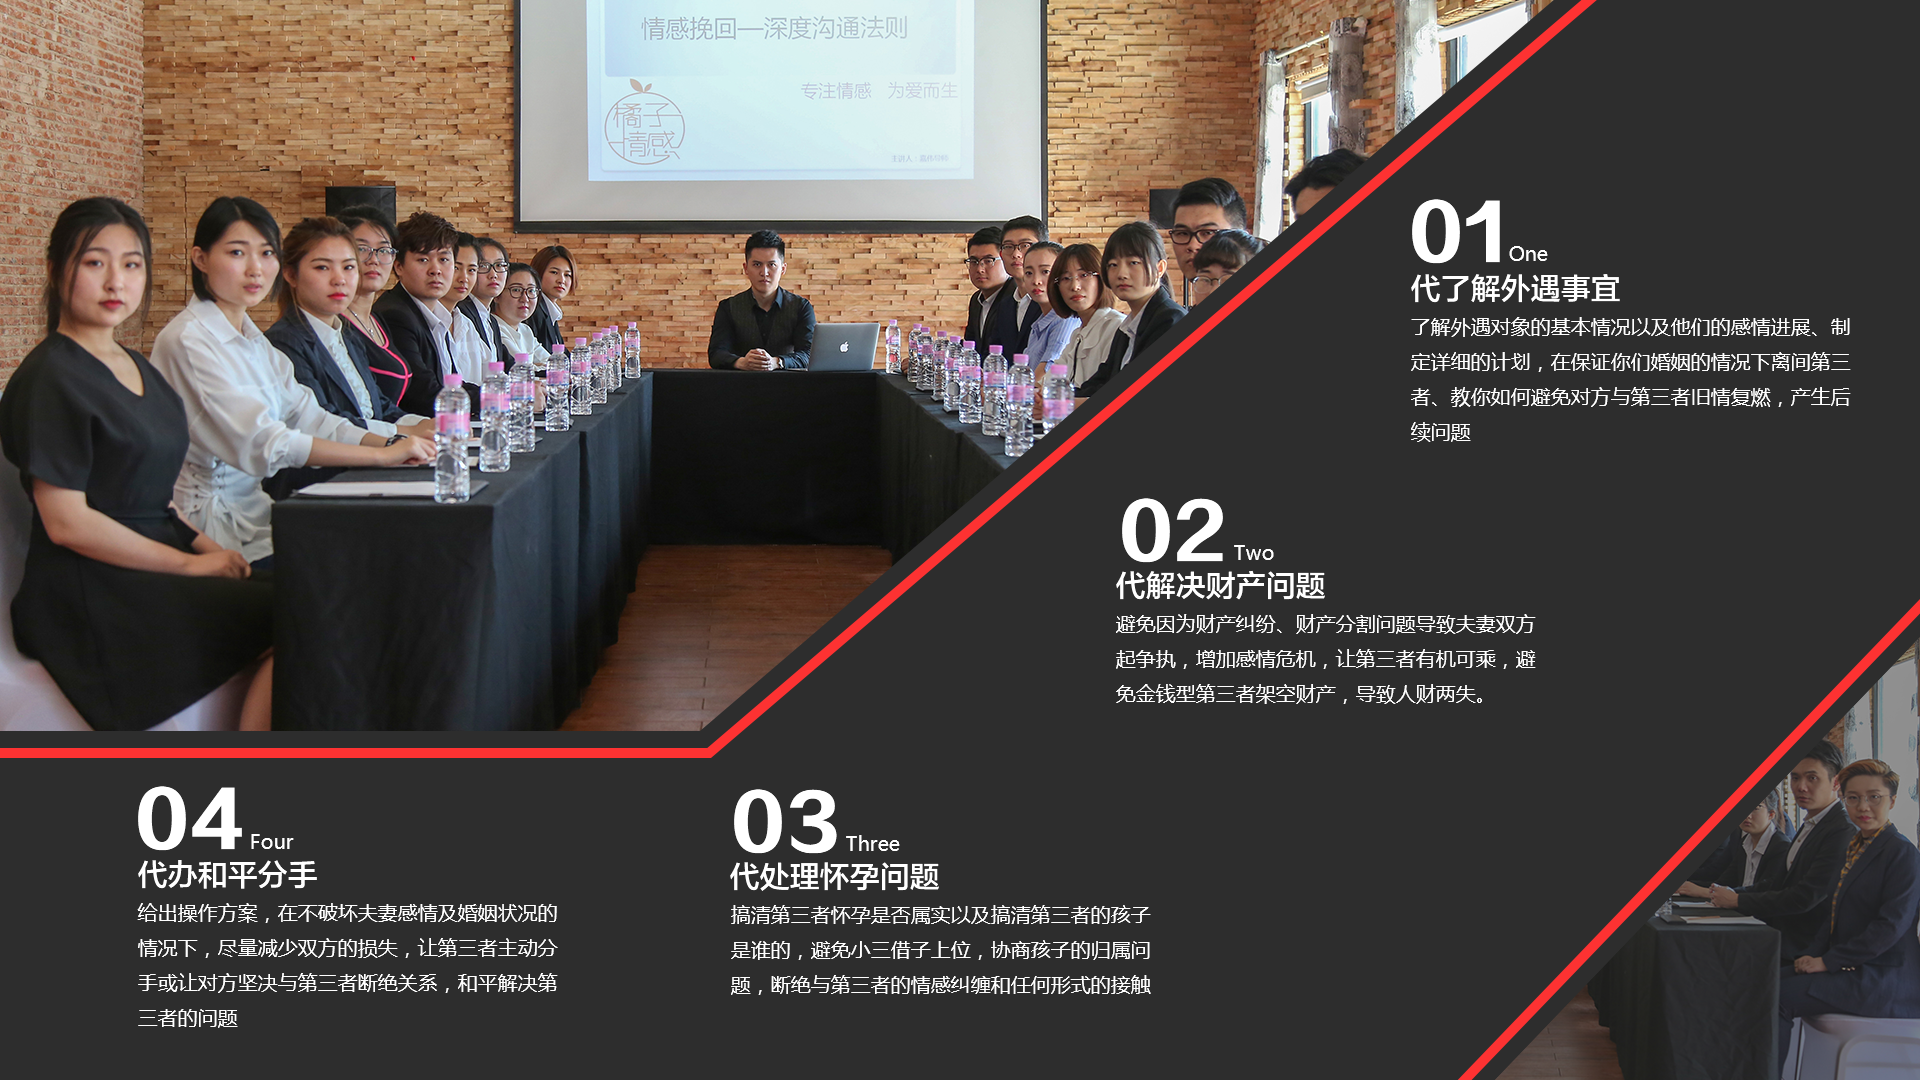 情感挽回—深度沟通法则
专注情感 为爱而生
橘子
情感
01 One
代了解外遇事宜
了解外遇对象的基本情况以及他们的感情进展、制
定详细的计划，在保证你们婚姻的情况下离间第三
者、教你如何避免对方与第三者旧情复燃，产生后
续问题
02 Two
代解决财产问题
避免因为财产纠纷、财产分割问题导致夫妻双方
起争执，增加感情危机，让第三者有机可乘，避
免金钱型第三者架空财产，导致人财两失。
03 Three
代处理怀孕问题
搞清第三者怀孕是否属实以及搞清第三者的孩子
是谁的，避免小三借子上位，协商孩子的归属问
题，断绝与第三者的情感纠缠和任何形式的接触
04 Four
代办和平分手
给出操作方案，在不破坏夫妻感情及婚姻状况的
情况下，尽量减少双方的损失，让第三者主动分
手或让对方坚决与第三者断绝关系，和平解决第
三者的问题